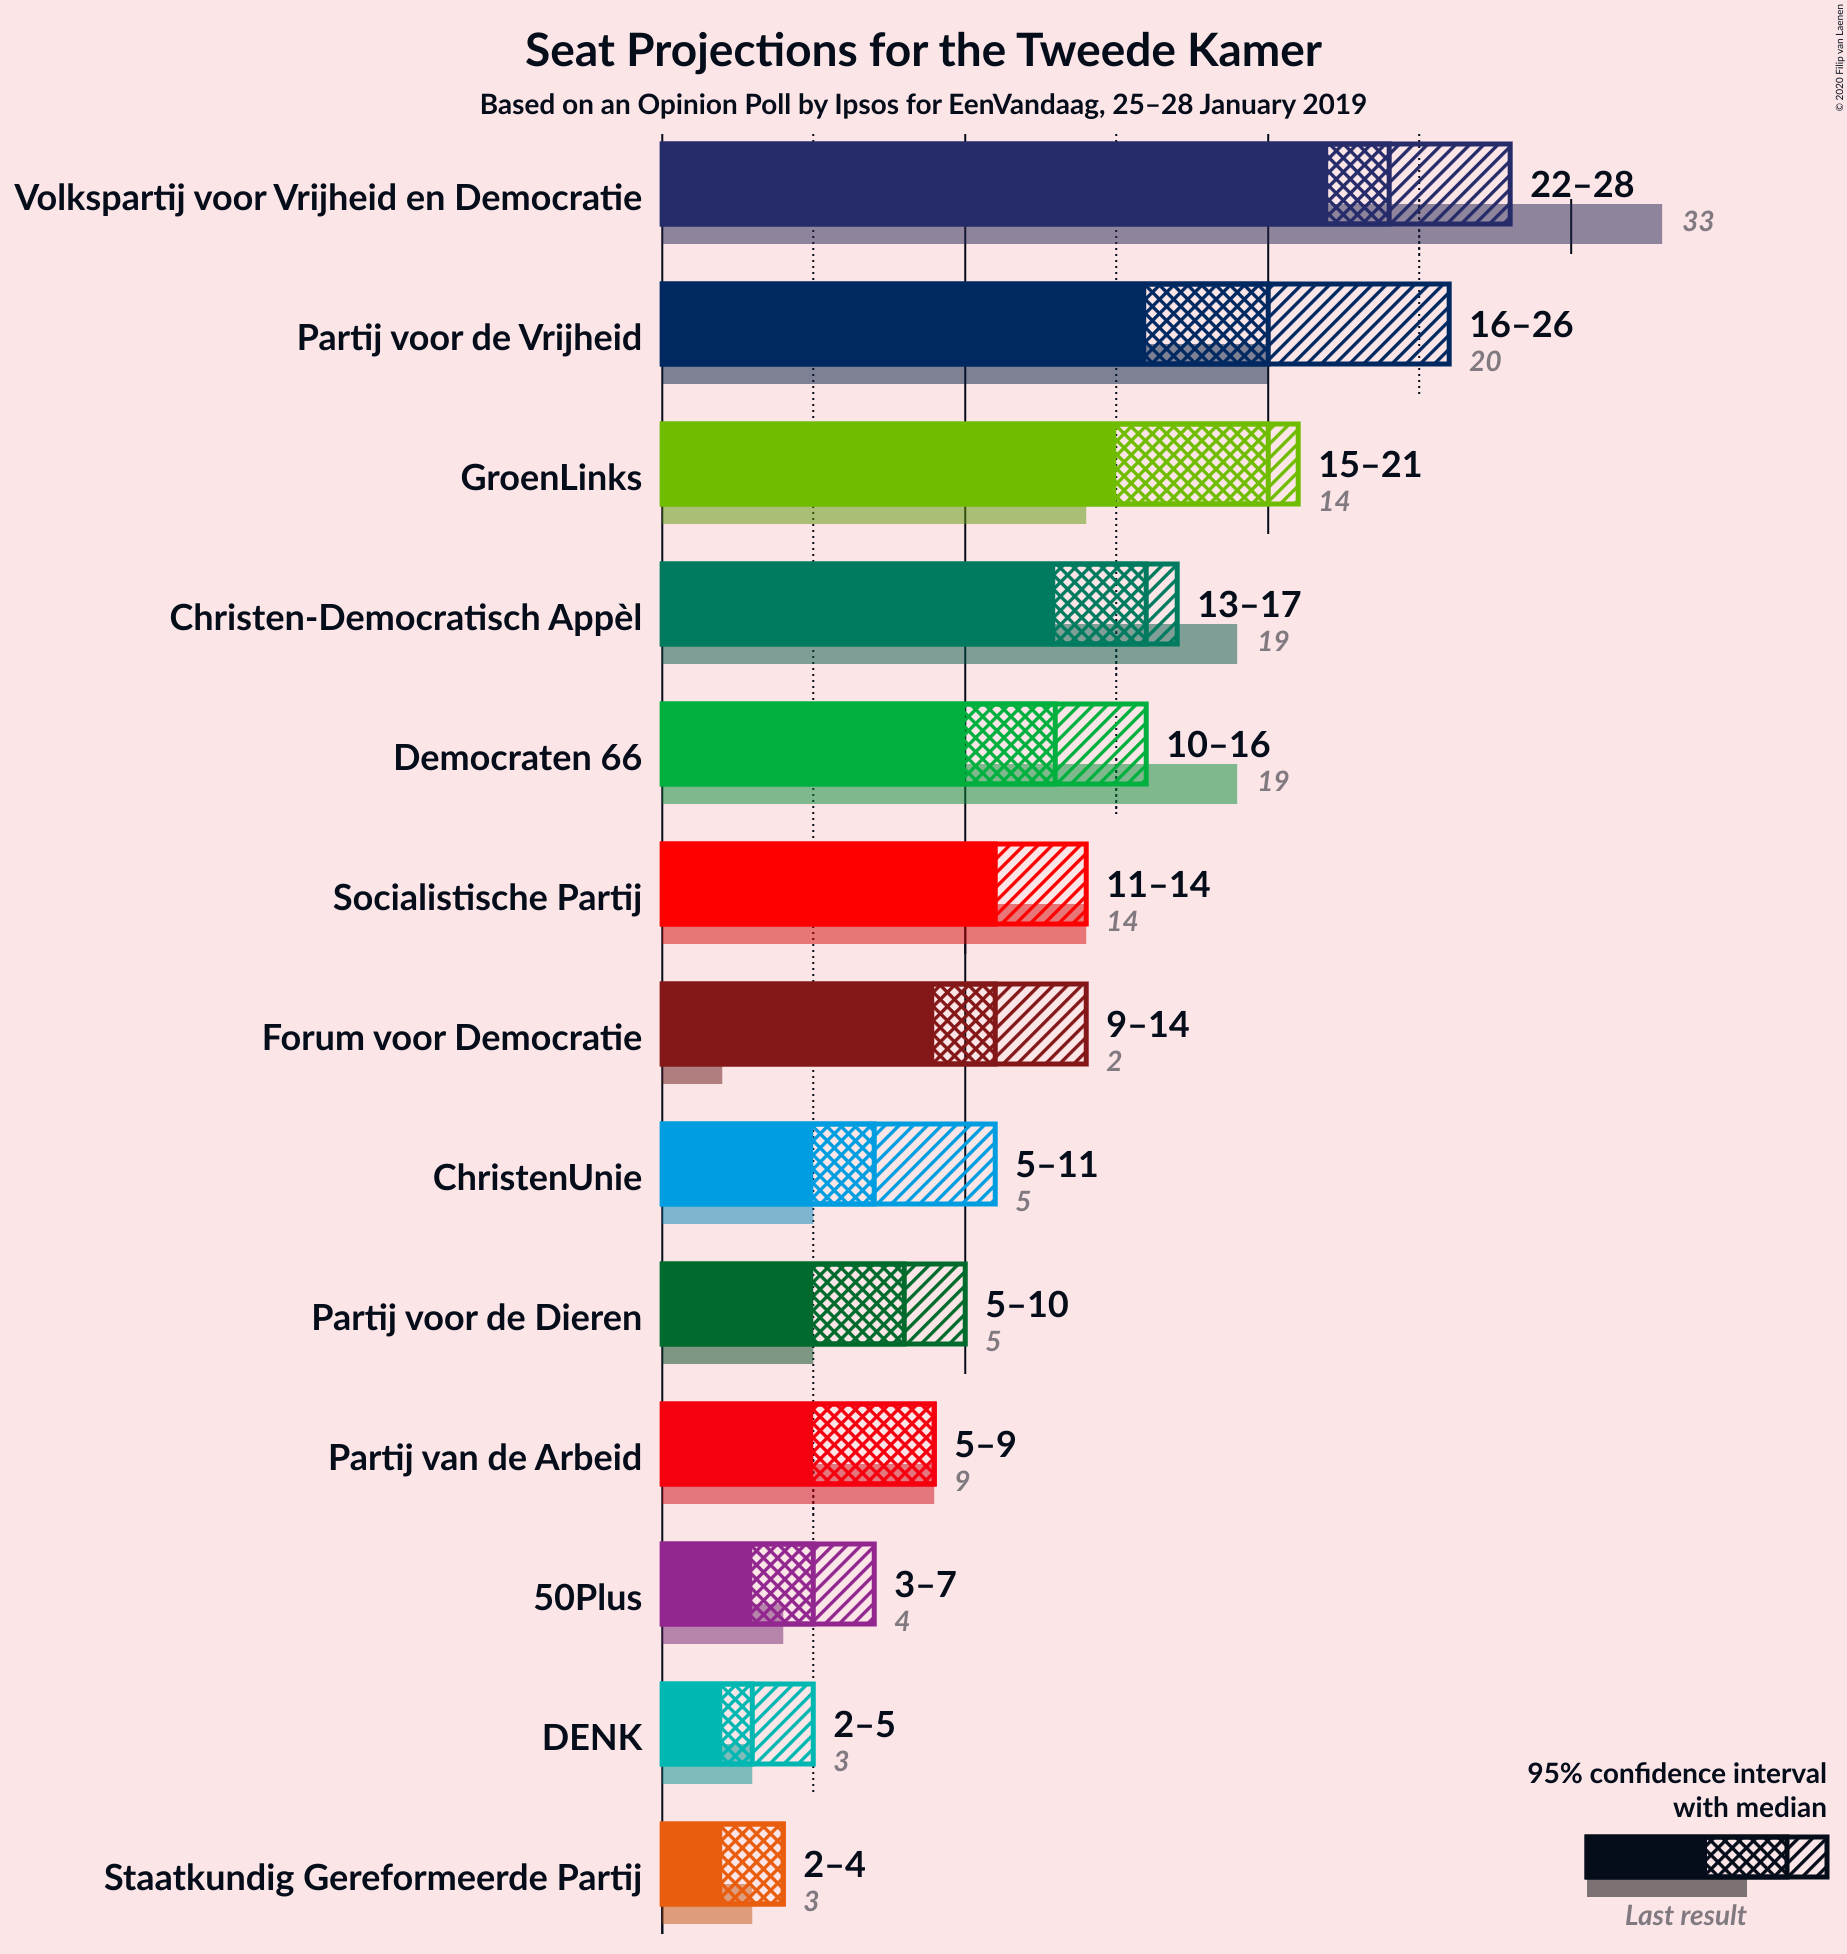 Seat Projections for the Tweede Kamer
Based on an Opinion Poll by Ipsos for EenVandaag, 25–28 January 2019
© 2020 Filip van Laenen
Volkspartij voor Vrijheid en Democratie
22–28
33
Partij voor de Vrijheid
16–26
20
GroenLinks
15–21
14
Christen-Democratisch Appèl
13–17
19
Democraten 66
10–16
19
Socialistische Partij
11–14
14
Forum voor Democratie
9–14
2
ChristenUnie
5–11
5
Partij voor de Dieren
5–10
5
Partij van de Arbeid
5–9
9
50Plus
3–7
4
DENK
2–5
3
Staatkundig Gereformeerde Partij
2–4
3
95% confidence interval
with median
Last result